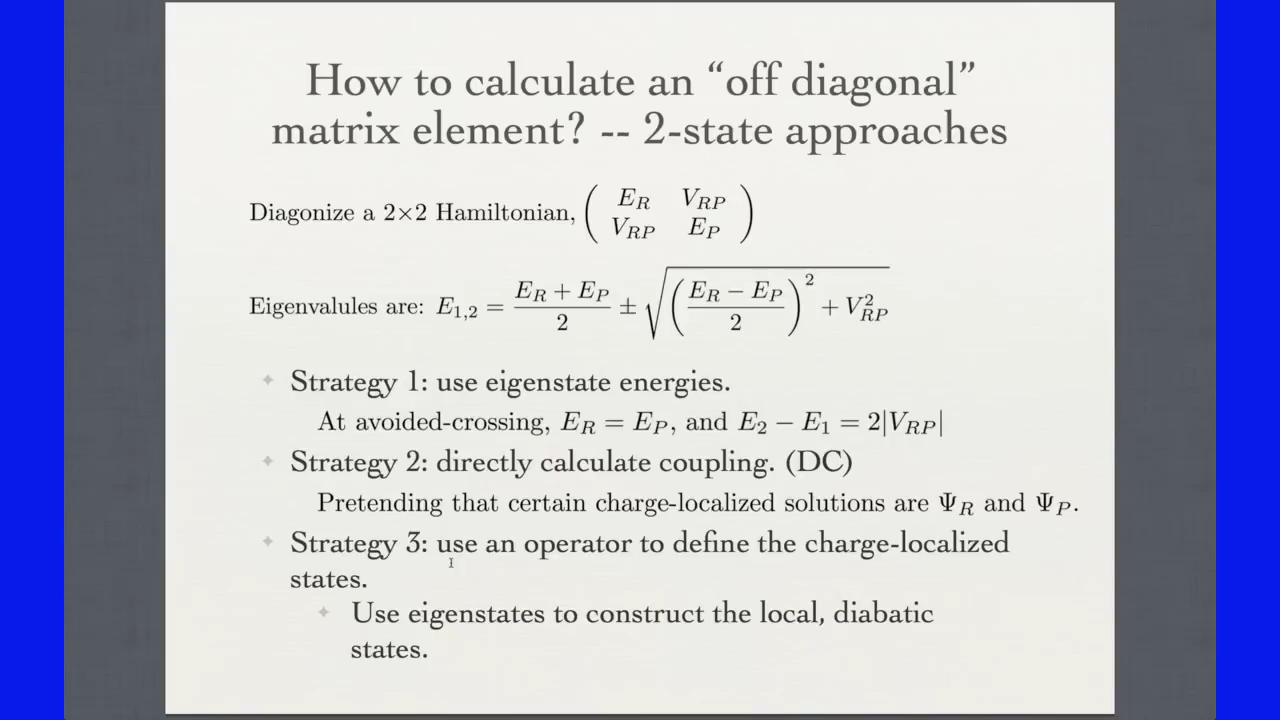 How to calculate an “off diagonal”
matrix element? -- 2-state approaches
Diagonize a 2×2 Hamiltonian, ( E_R V_RP
V_RP E_P )
Eigenvalules are: E_{1,2} = (E_R + E_P)/2 ± √(((E_R − E_P)/2)^2 + V_{RP}^2)
✦ Strategy 1: use eigenstate energies.
At avoided-crossing, E_R = E_P, and E_2 − E_1 = 2|V_RP|
✦ Strategy 2: directly calculate coupling. (DC)
Pretending that certain charge-localized solutions are Ψ_R and Ψ_P.
✦ Strategy 3: use an operator to define the charge-localized
states.
✦ Use eigenstates to construct the local, diabatic
states.